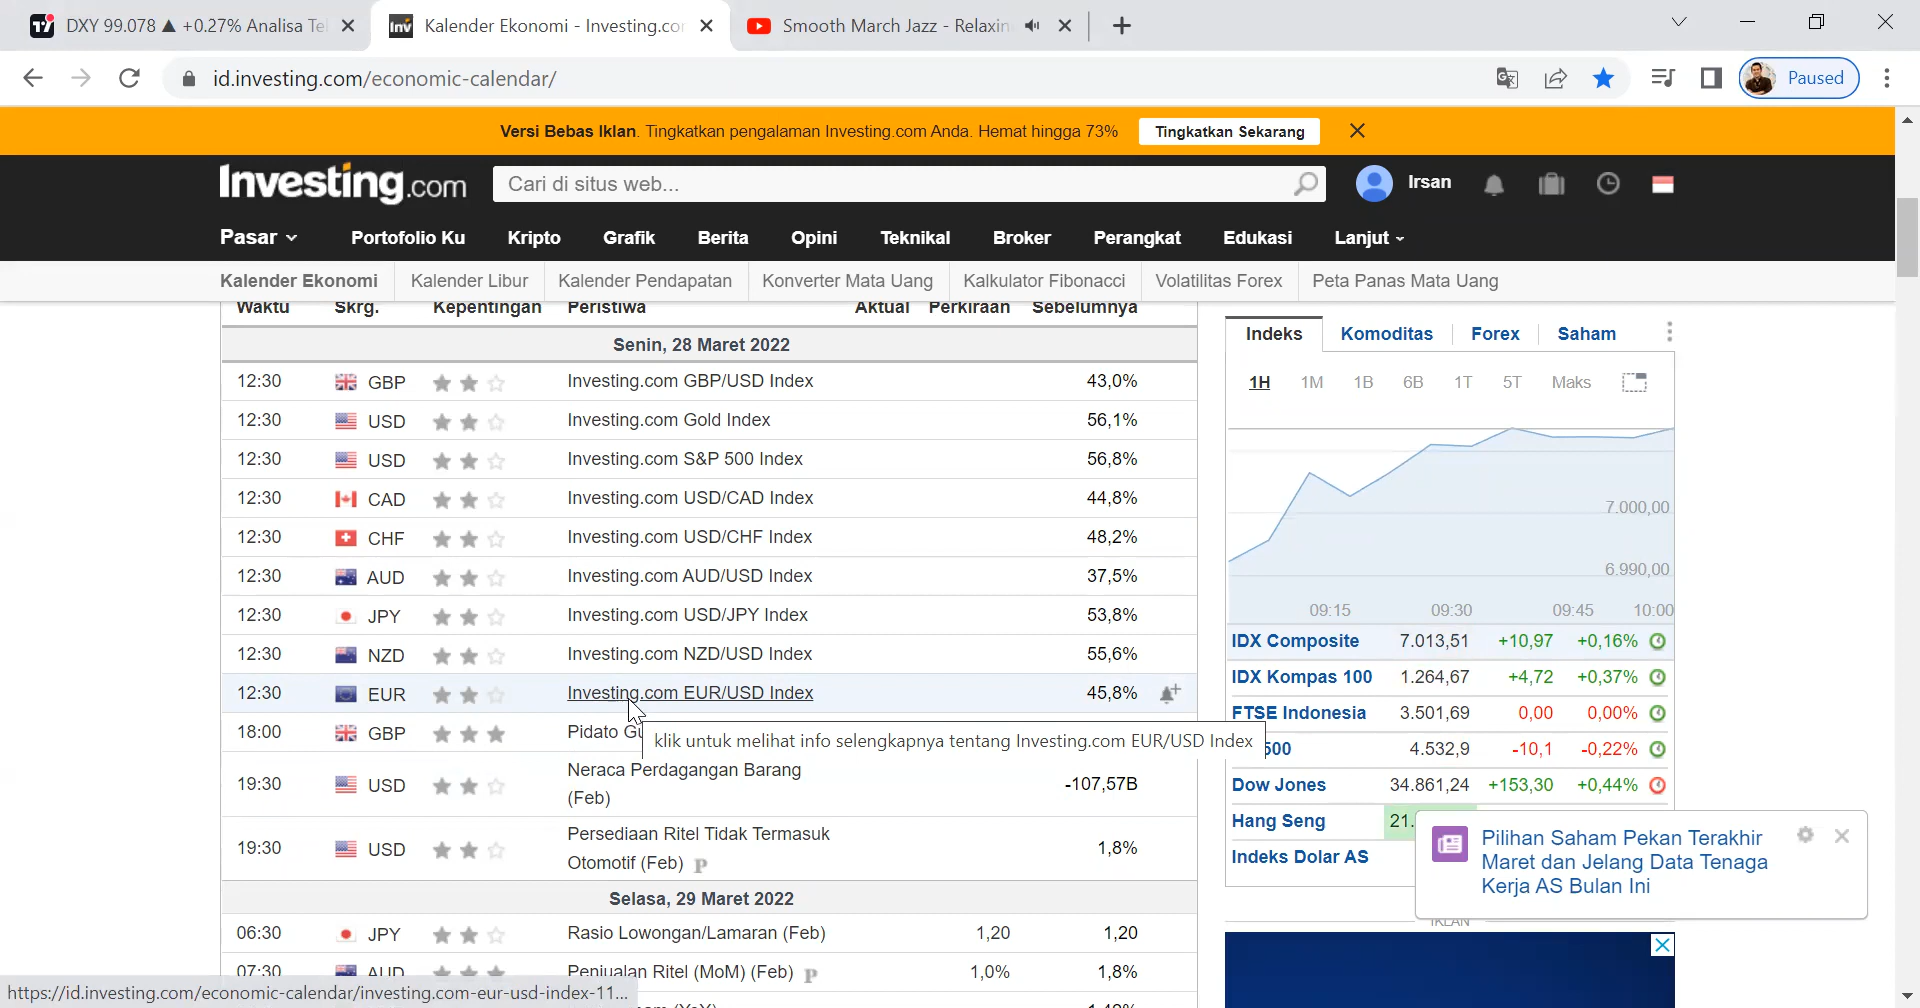 DXY 99.078 ▲ +0.27% Analisa Te
Kalender Ekonomi - Investing.co
Smooth March Jazz - Relaxin
id.investing.com/economic-calendar/
Paused
Versi Bebas Iklan. Tingkatkan pengalaman Investing.com Anda. Hemat hingga 73%
Tingkatkan Sekarang
Investing.com
Cari di situs web...
Irsan
Pasar
Portofolio Ku
Kripto
Grafik
Berita
Opini
Teknikal
Broker
Perangkat
Edukasi
Lanjut
Kalender Ekonomi
Kalender Libur
Kalender Pendapatan
Konverter Mata Uang
Kalkulator Fibonacci
Volatilitas Forex
Peta Panas Mata Uang
Waktu Skrg. Kepentingan Peristiwa Aktual Perkiraan Sebelumnya
Senin, 28 Maret 2022
12:30 GBP Investing.com GBP/USD Index 43,0%
12:30 USD Investing.com Gold Index 56,1%
12:30 USD Investing.com S&P 500 Index 56,8%
12:30 CAD Investing.com USD/CAD Index 44,8%
12:30 CHF Investing.com USD/CHF Index 48,2%
12:30 AUD Investing.com AUD/USD Index 37,5%
12:30 JPY Investing.com USD/JPY Index 53,8%
12:30 NZD Investing.com NZD/USD Index 55,6%
12:30 EUR Investing.com EUR/USD Index 45,8%
18:00 GBP Pidato Gu
klik untuk melihat info selengkapnya tentang Investing.com EUR/USD Index
19:30 USD Neraca Perdagangan Barang -107,57B
(Feb)
19:30 USD Persediaan Ritel Tidak Termasuk 1,8%
Otomotif (Feb) P
Selasa, 29 Maret 2022
06:30 JPY Rasio Lowongan/Lamaran (Feb) 1,20 1,20
07:30 AUD Penjualan Ritel (MoM) (Feb) P 1,0% 1,8%
https://id.investing.com/economic-calendar/investing.com-eur-usd-index-11...
Indeks
Komoditas
Forex
Saham
1H 1M 1B 6B 1T 5T Maks
7.000,00
6.990,00
09:15 09:30 09:45 10:00
IDX Composite 7.013,51 +10,97 +0,16%
IDX Kompas 100 1.264,67 +4,72 +0,37%
FTSE Indonesia 3.501,69 0,00 0,00%
500 4.532,9 -10,1 -0,22%
Dow Jones 34.861,24 +153,30 +0,44%
Hang Seng 21.
Indeks Dolar AS
Pilihan Saham Pekan Terakhir
Maret dan Jelang Data Tenaga
Kerja AS Bulan Ini
IKLAN